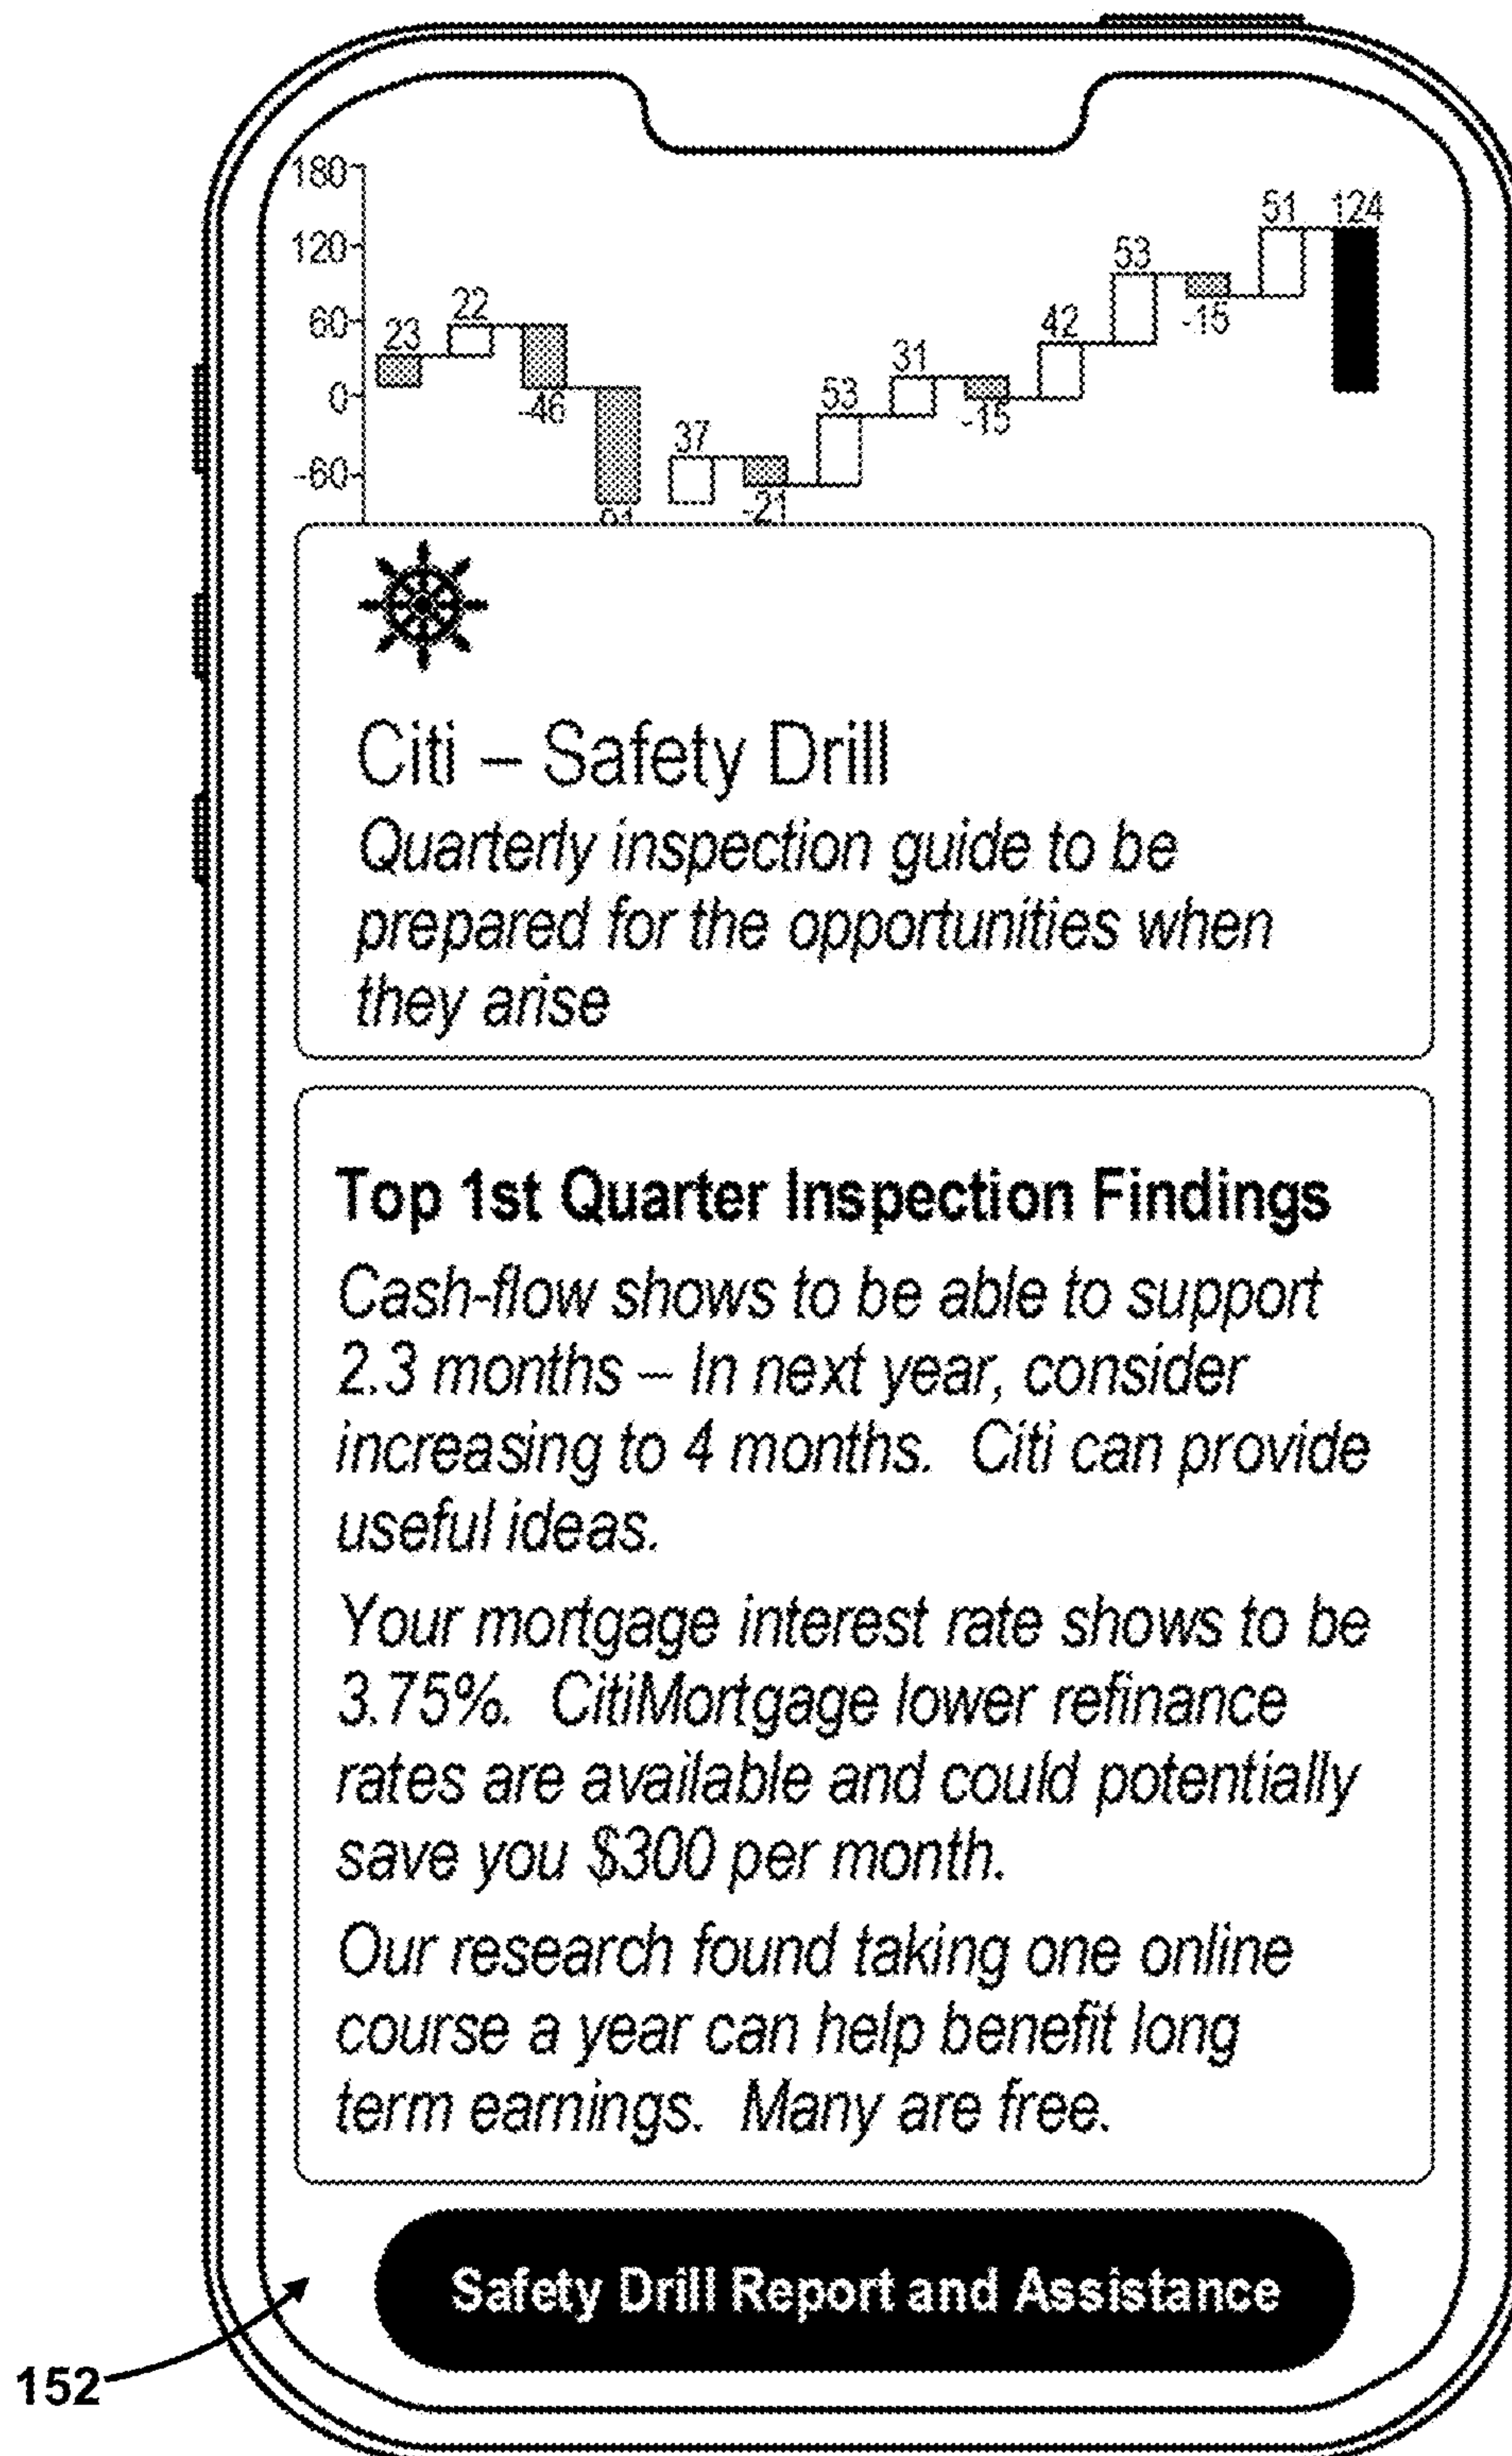 180
120
60
0
-60
23
22
-46
37
-21
53
31
-15
42
53
-15
51
124
Citi – Safety Drill
Quarterly inspection guide to be
prepared for the opportunities when
they arise
Top 1st Quarter Inspection Findings
Cash-flow shows to be able to support
2.3 months – In next year, consider
increasing to 4 months. Citi can provide
useful ideas.
Your mortgage interest rate shows to be
3.75%. CitiMortgage lower refinance
rates are available and could potentially
save you $300 per month.
Our research found taking one online
course a year can help benefit long
term earnings. Many are free.
Safety Drill Report and Assistance
152